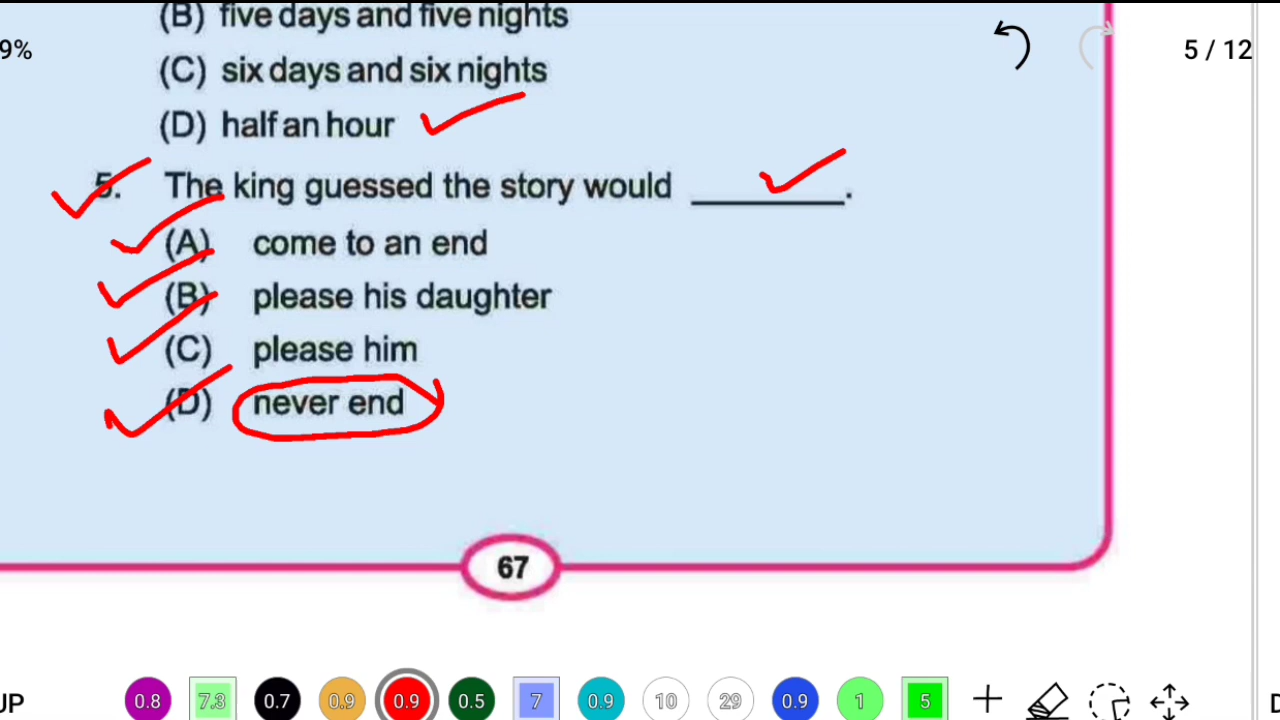 (B) five days and five nights
9%
5 / 12
(C) six days and six nights
(D) half an hour
5. The king guessed the story would ________.
(A) come to an end
(B) please his daughter
(C) please him
(D) never end
67
UP 0.8 7.3 0.7 0.9 0.9 0.5 7 0.9 10 29 0.9 1 5